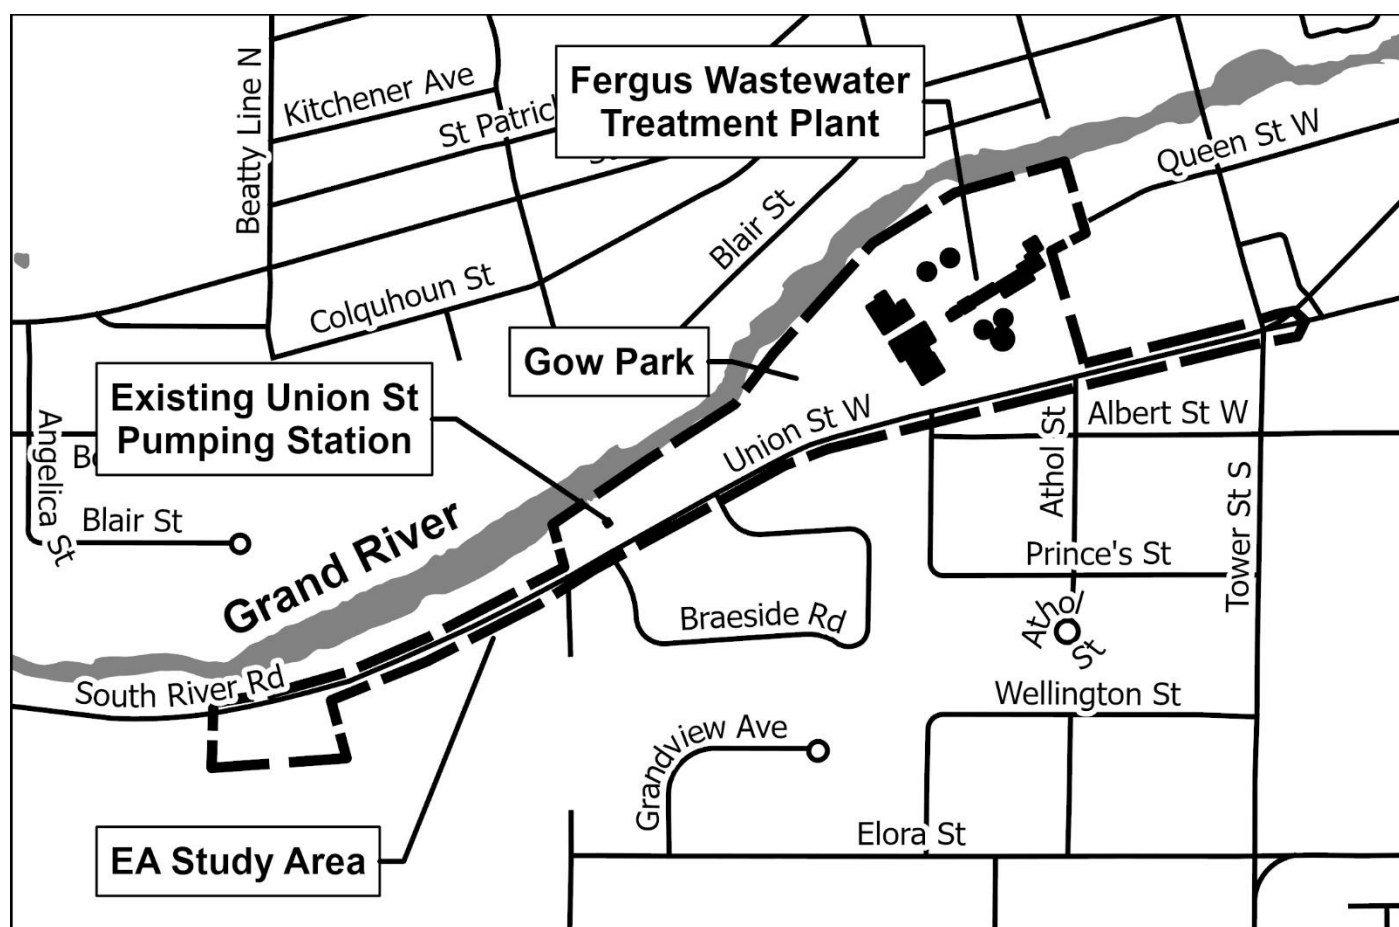 Beatty Line N
Kitchener Ave
St Patrick
St
Fergus Wastewater
Treatment Plant
Queen St W
Blair St
Colquhoun St
Gow Park
Existing Union St
Pumping Station
Angelica St
Blair St
Union St W
Albert St W
Athol St
Tower St S
Prince's St
Grand River
Braeside Rd
Athol
St
South River Rd
Wellington St
Grandview Ave
EA Study Area
Elora St